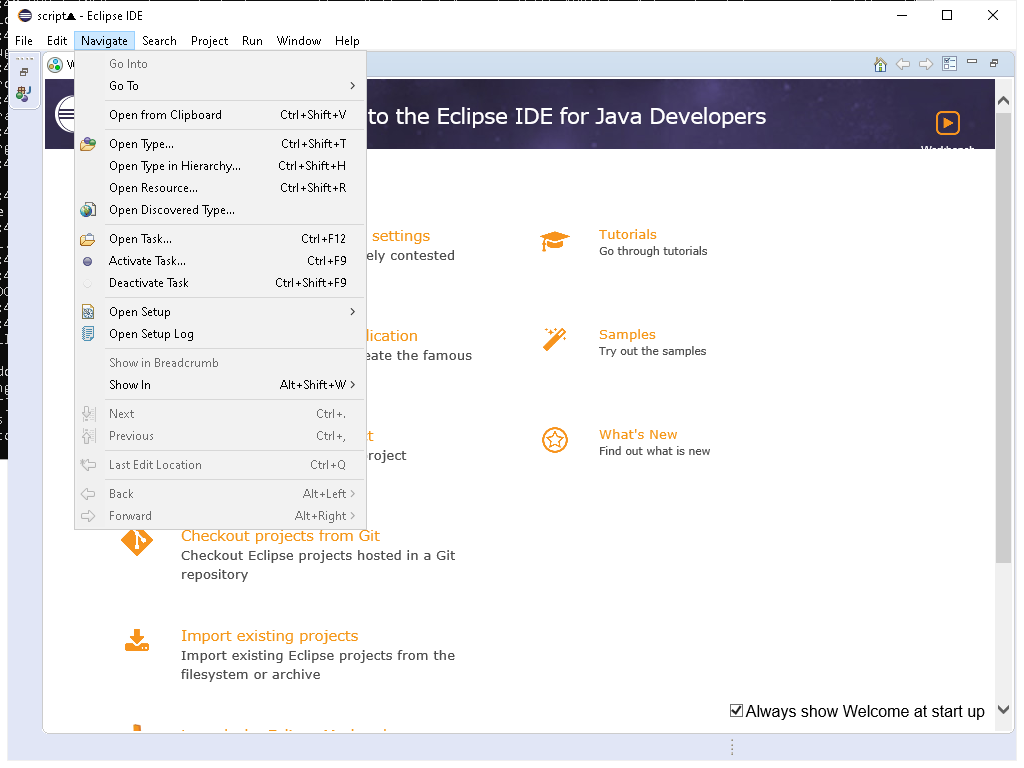 script▲ - Eclipse IDE
File Edit Navigate Search Project Run Window Help
Go Into
Go To
Open from Clipboard Ctrl+Shift+V
to the Eclipse IDE for Java Developers
Workbench
Open Type... Ctrl+Shift+T
Open Type in Hierarchy... Ctrl+Shift+H
Open Resource... Ctrl+Shift+R
Open Discovered Type...
Open Task... Ctrl+F12
Activate Task... Ctrl+F9
Deactivate Task Ctrl+Shift+F9
Open Setup
Open Setup Log
Show in Breadcrumb
Show In Alt+Shift+W
Next Ctrl+.
Previous Ctrl+,
Last Edit Location Ctrl+Q
Back Alt+Left
Forward Alt+Right
settings
ely contested
lication
eate the famous
t
roject
Checkout projects from Git
Checkout Eclipse projects hosted in a Git
repository
Import existing projects
Import existing Eclipse projects from the
filesystem or archive
Tutorials
Go through tutorials
Samples
Try out the samples
What's New
Find out what is new
Always show Welcome at start up